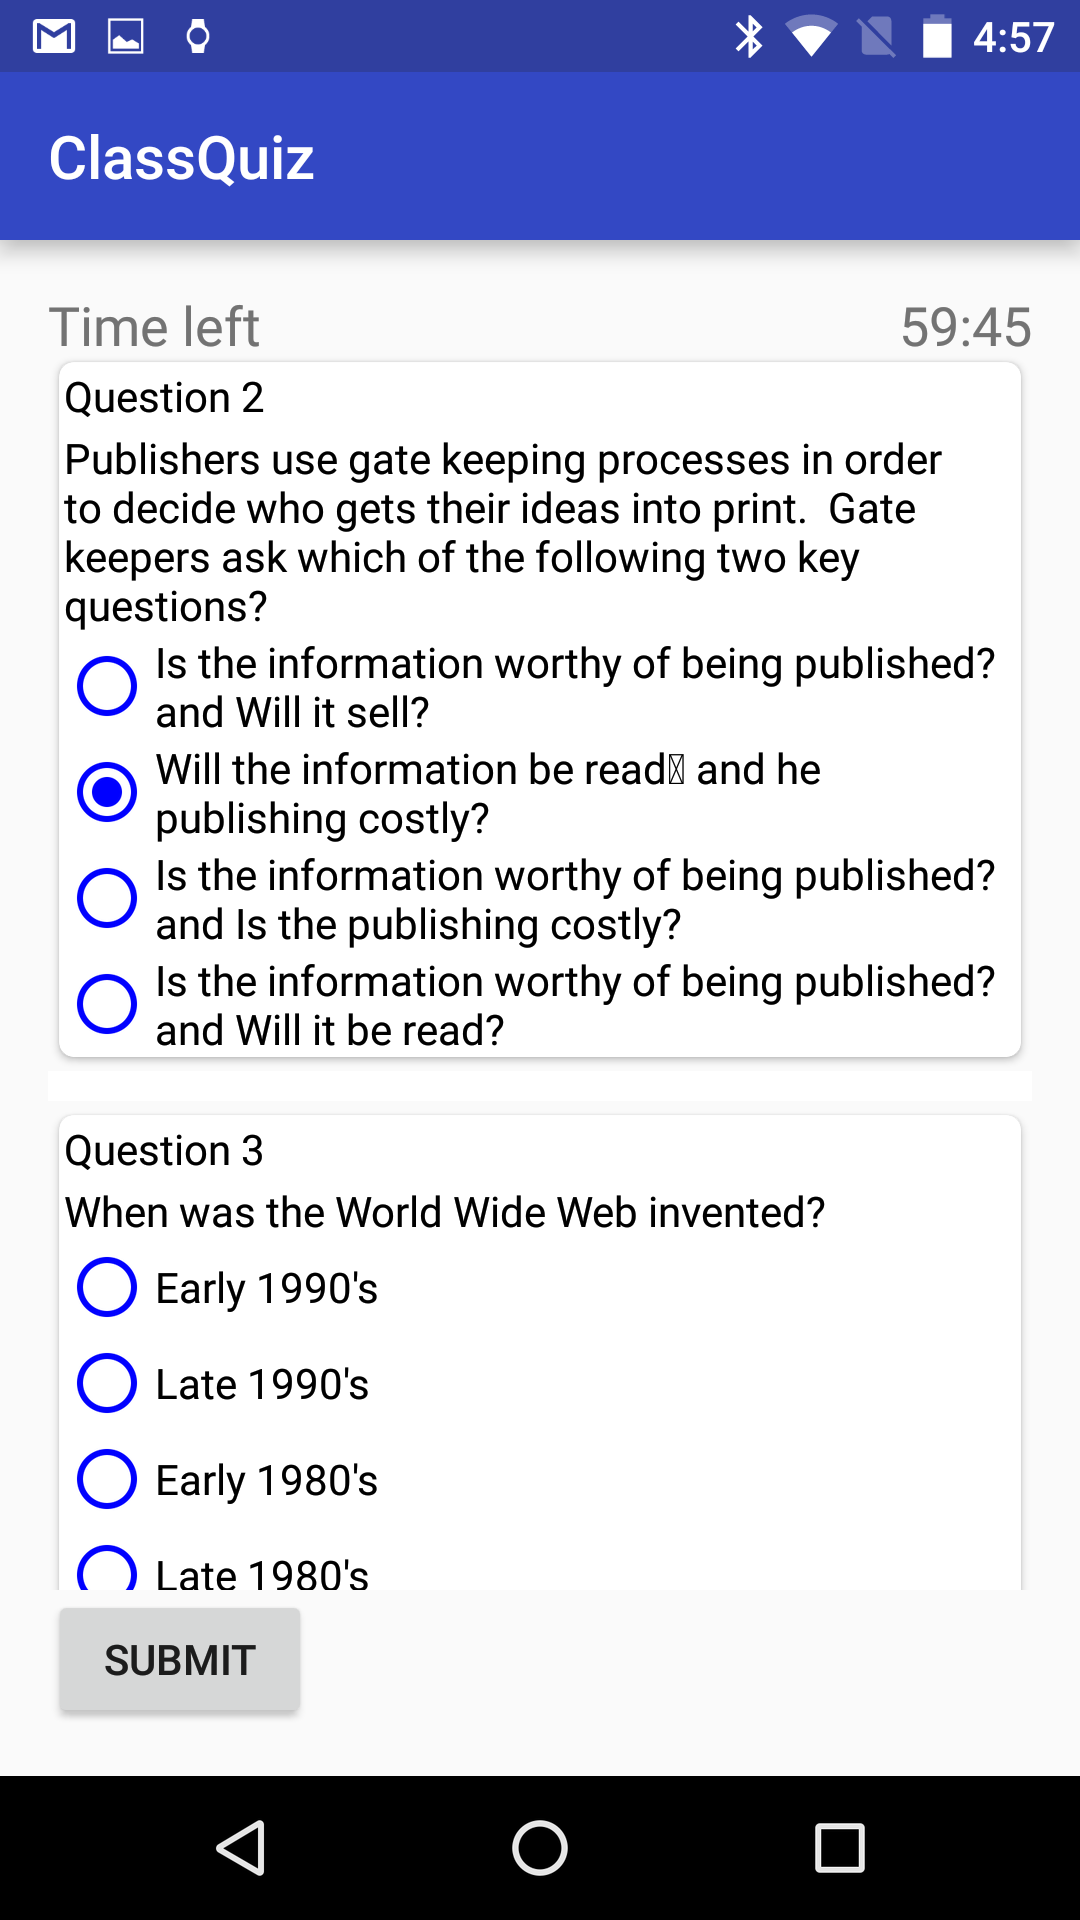 4:57
ClassQuiz
Time left 59:45
Question 2
Publishers use gate keeping processes in order
to decide who gets their ideas into print.  Gate
keepers ask which of the following two key
questions?
Is the information worthy of being published?
and Will it sell?
Will the information be read and he
publishing costly?
Is the information worthy of being published?
and Is the publishing costly?
Is the information worthy of being published?
and Will it be read?
Question 3
When was the World Wide Web invented?
Early 1990's
Late 1990's
Early 1980's
Late 1980's
SUBMIT